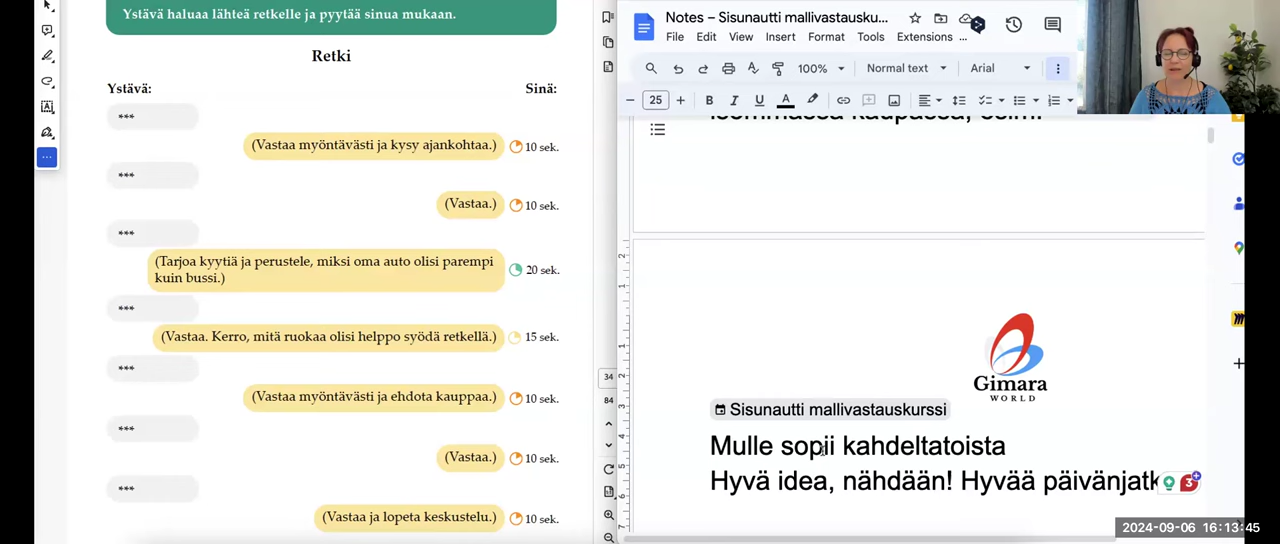 Ystävä haluaa lähteä retkelle ja pyytää sinua mukaan.
Retki
Ystävä:
Sinä:
***
(Vastaa myöntävästi ja kysy ajankohtaa.)
10 sek.
***
(Vastaa.)
10 sek.
***
(Tarjoa kyytiä ja perustele, miksi oma auto olisi parempi
kuin bussi.)
20 sek.
***
(Vastaa. Kerro, mitä ruokaa olisi helppo syödä retkellä.)
15 sek.
***
(Vastaa myöntävästi ja ehdota kauppaa.)
10 sek.
***
(Vastaa.)
10 sek.
***
(Vastaa ja lopeta keskustelu.)
10 sek.
34
84
Notes – Sisunautti mallivastausku...
File Edit View Insert Format Tools Extensions ...
100%
Normal text
Arial
25
B I U A
Gimara
WORLD
Sisunautti mallivastauskurssi
Mulle sopii kahdeltatoista
Hyvä idea, nähdään! Hyvää päivänjatk
3
2024-09-06 16:13:45